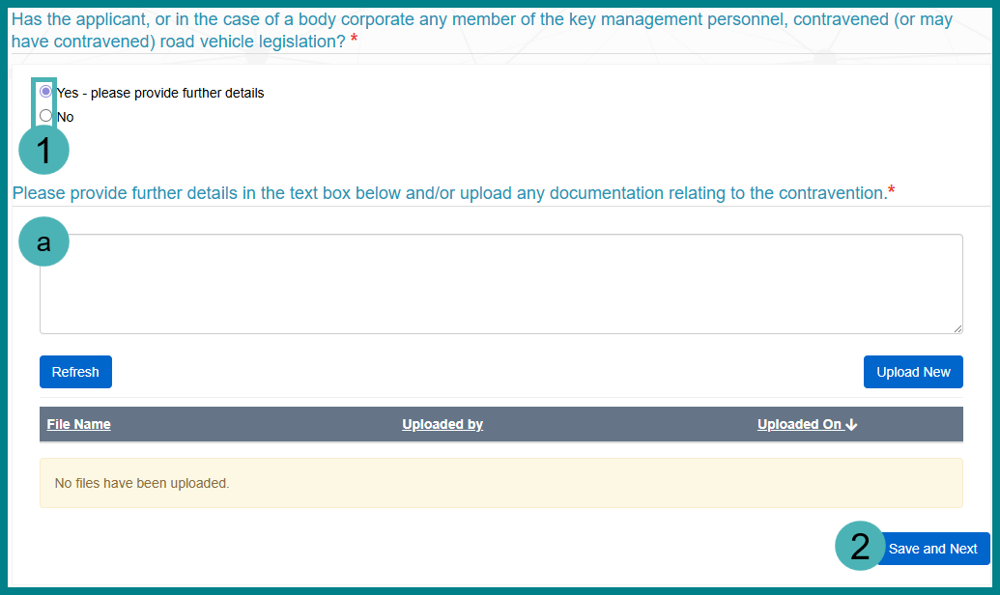 Has the applicant, or in the case of a body corporate any member of the key management personnel, contravened (or may
have contravened) road vehicle legislation? *
Yes - please provide further details
No
1
Please provide further details in the text box below and/or upload any documentation relating to the contravention.*
a
Refresh
Upload New
File Name
Uploaded by
Uploaded On
No files have been uploaded.
2
Save and Next